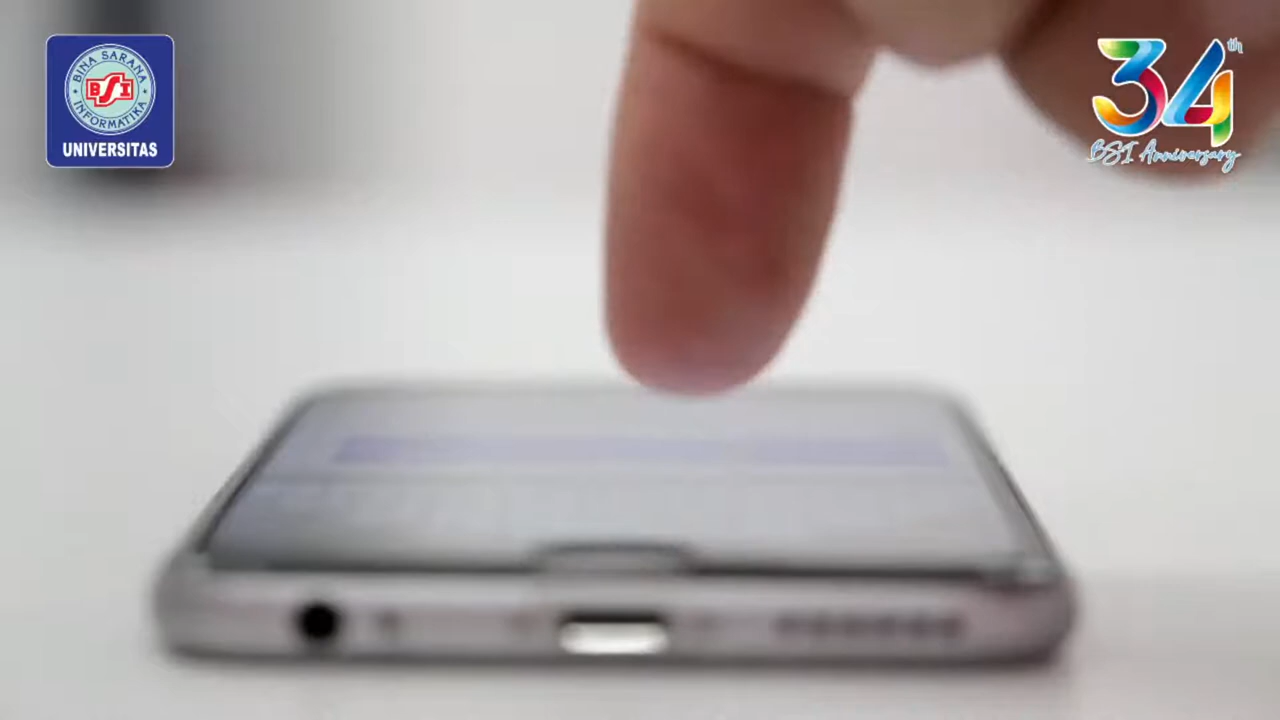 BINA SARANA
BSI
INFORMATIKA
UNIVERSITAS
34th
BSI Anniversary